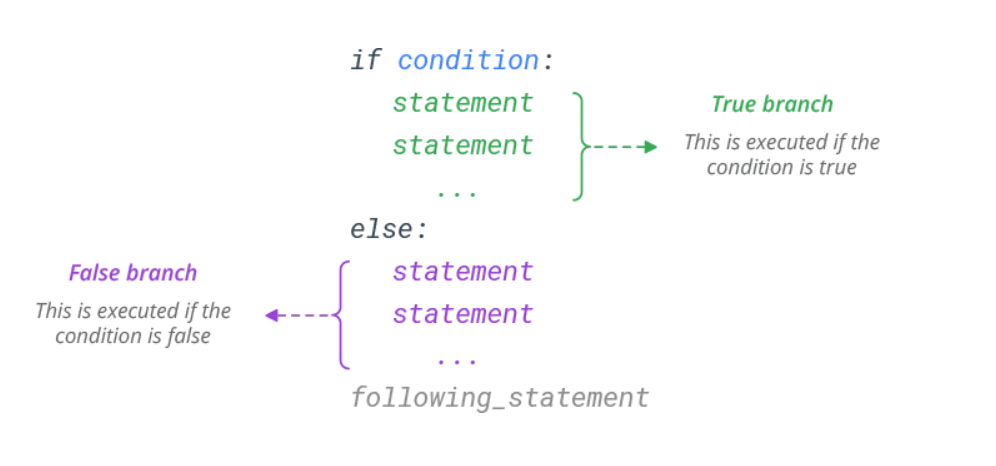 if condition:
statement
statement
...
else:
statement
statement
...
following_statement
True branch
This is executed if the
condition is true
False branch
This is executed if the
condition is false